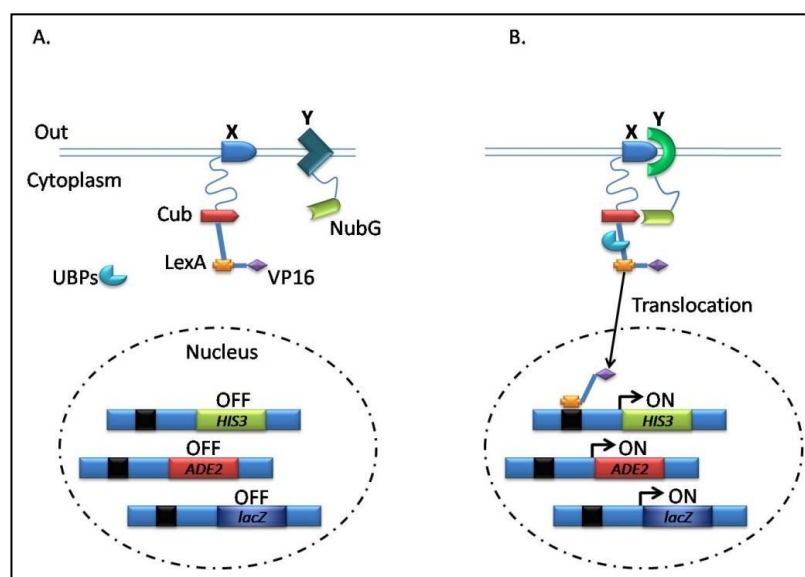 A.
Out
X
Y
Cytoplasm
Cub
NubG
LexA
VP16
UBPs
Nucleus
OFF
HIS3
OFF
ADE2
OFF
lacZ
B.
X
Y
Translocation
ON
HIS3
ON
ADE2
ON
lacZ